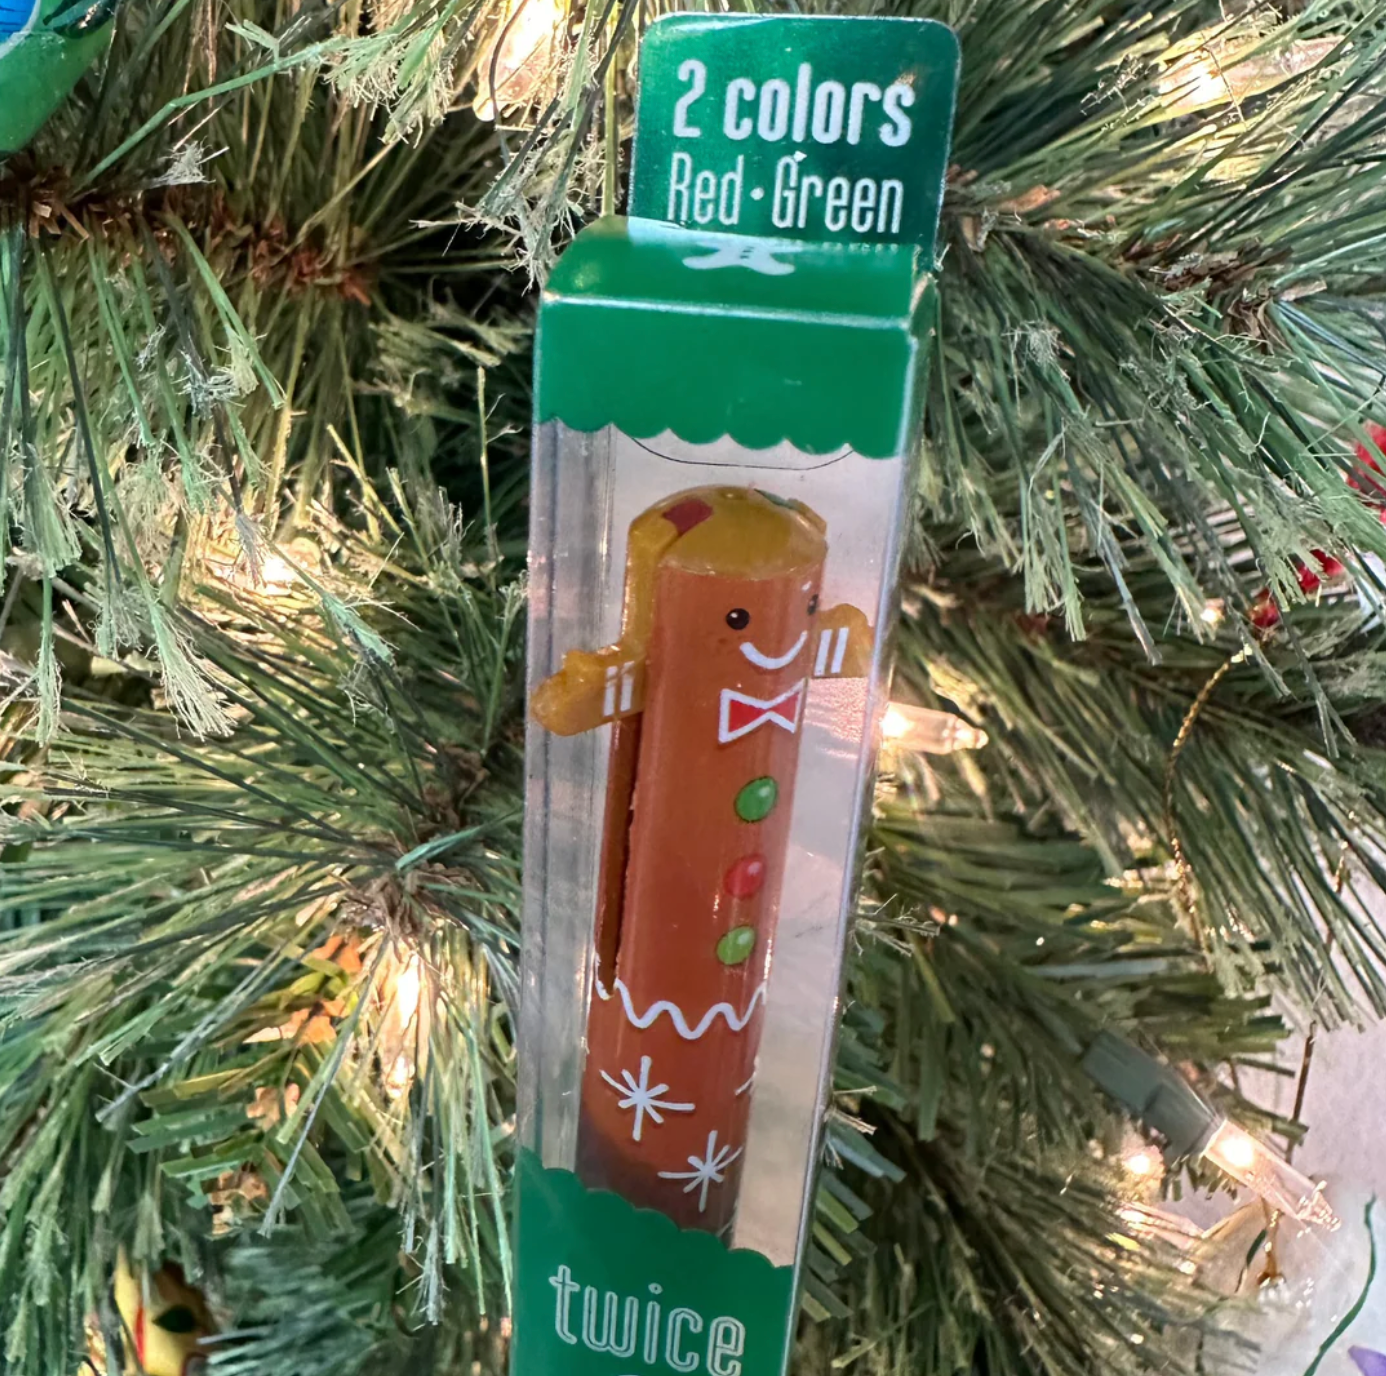 2 colors
Red • Green
twice